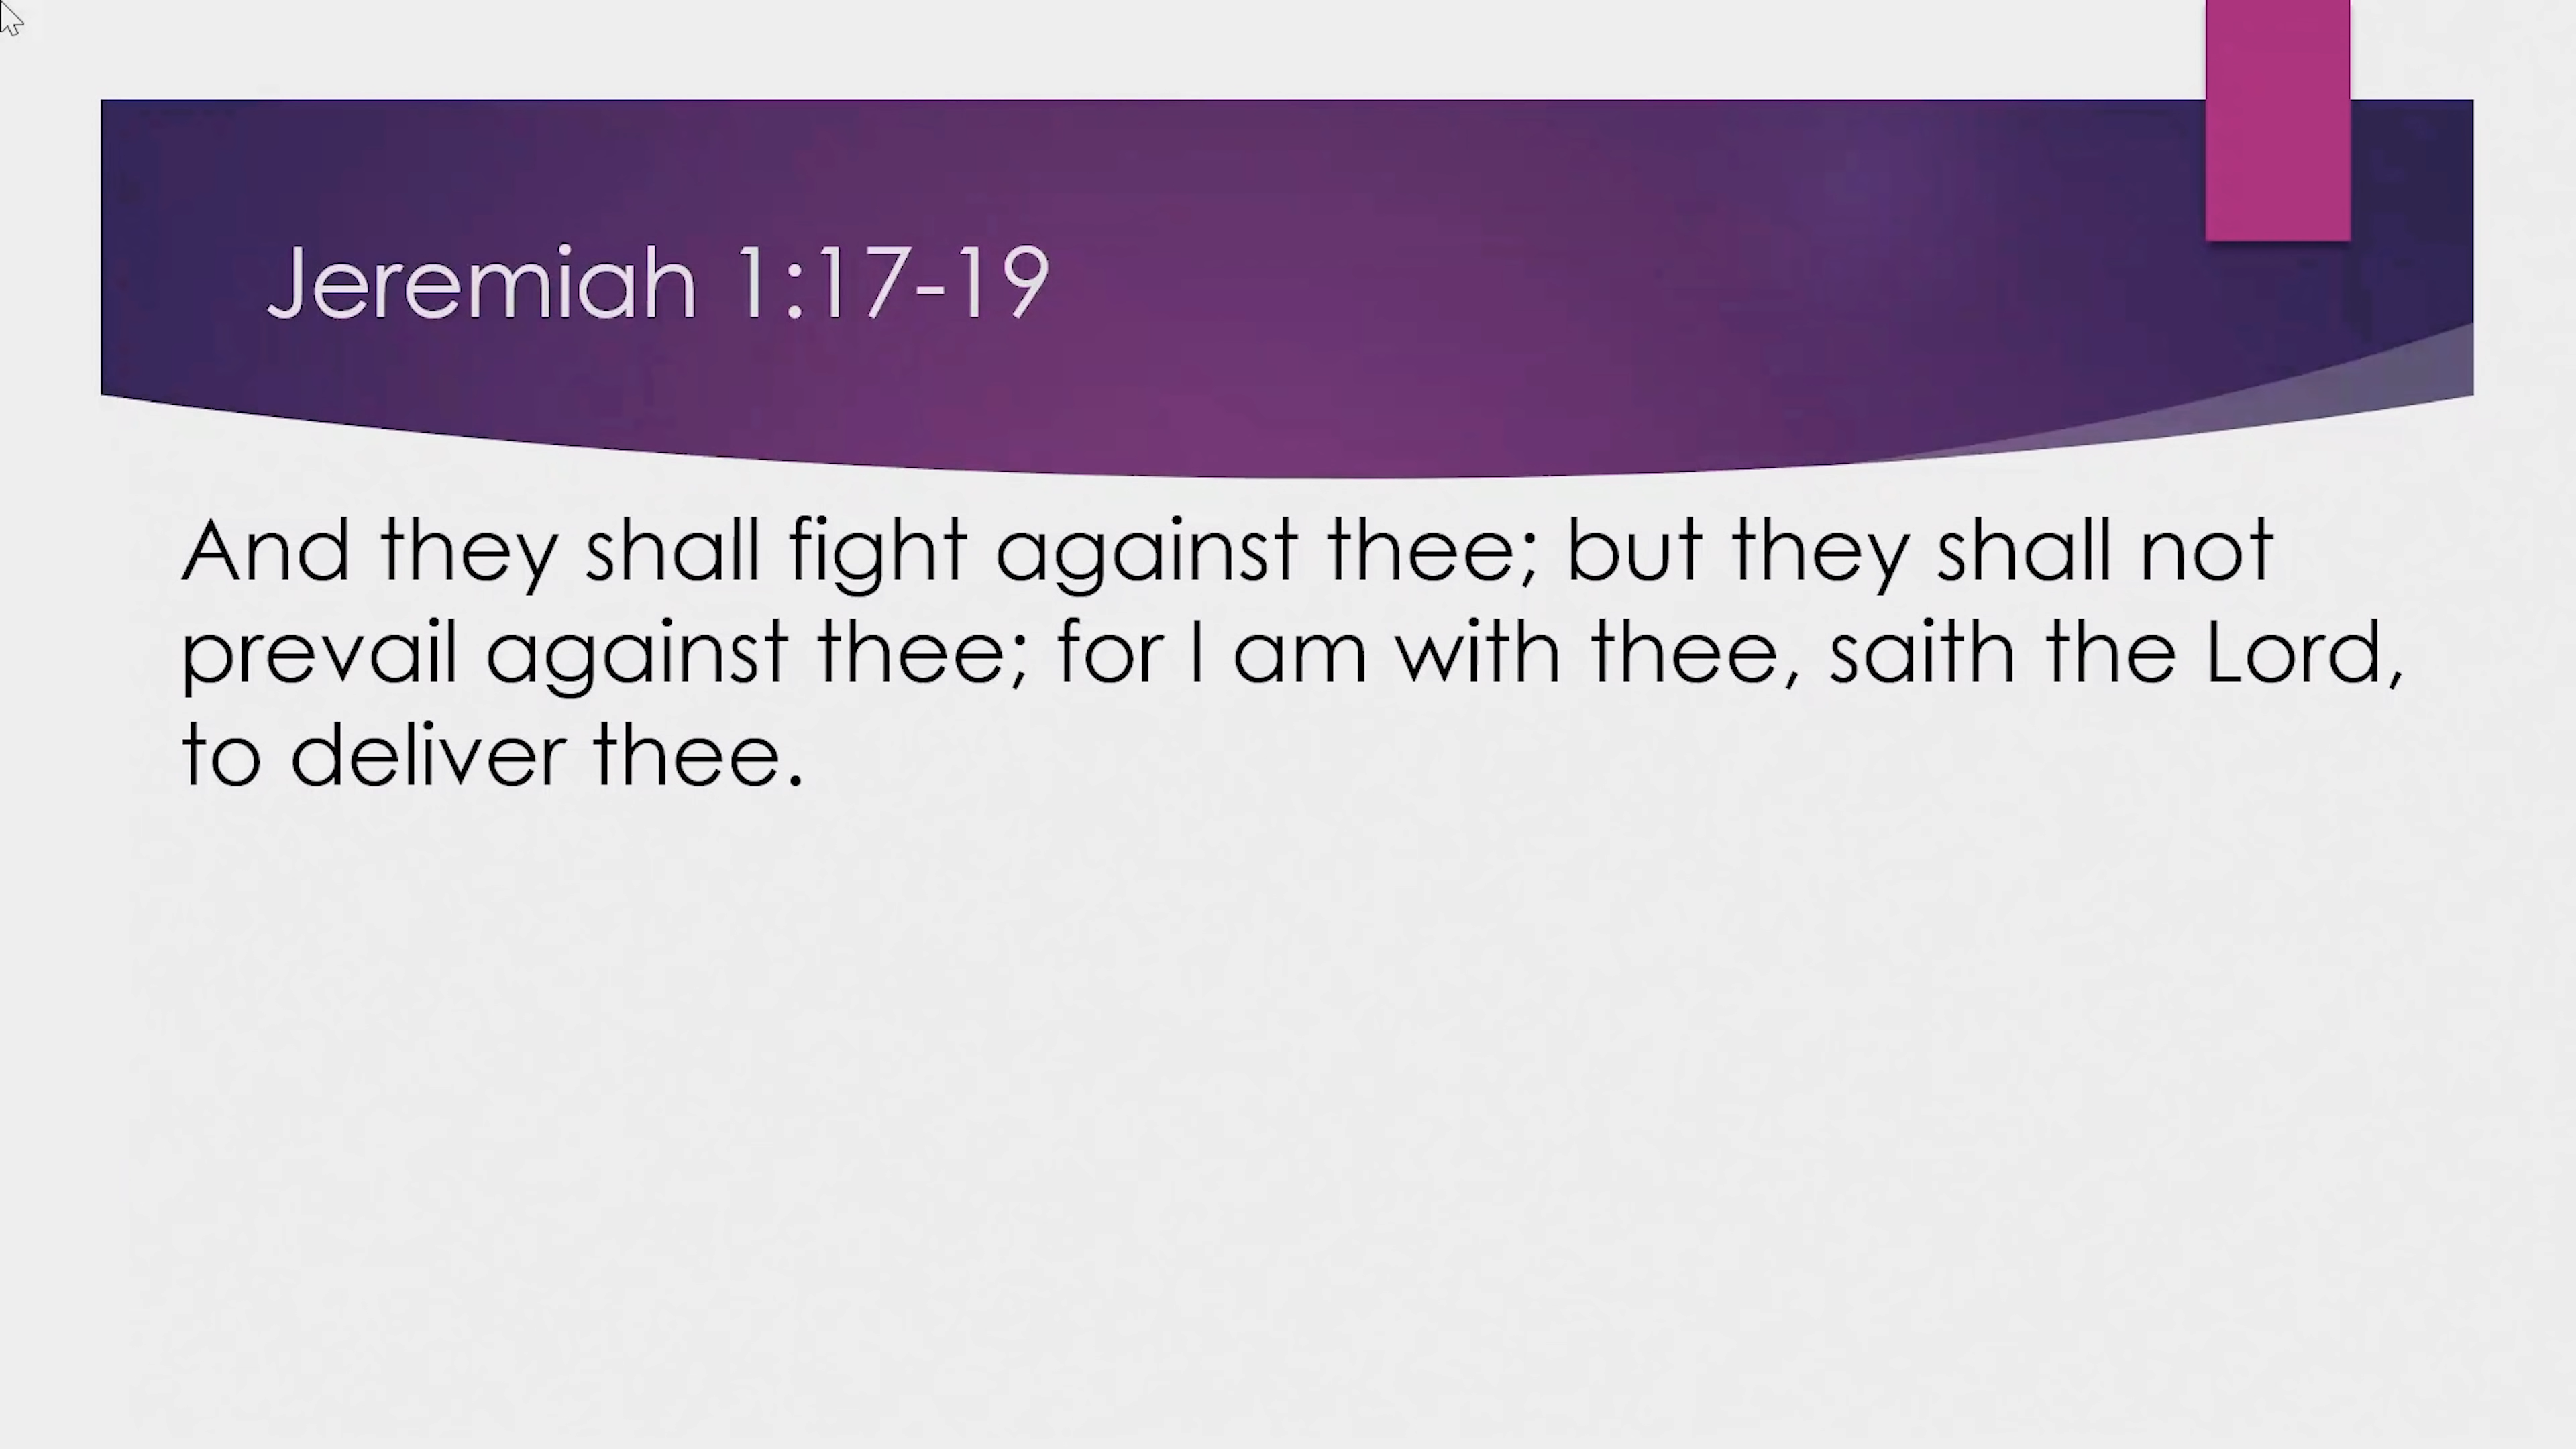 Jeremiah 1:17-19
And they shall fight against thee; but they shall not
prevail against thee; for I am with thee, saith the Lord,
to deliver thee.